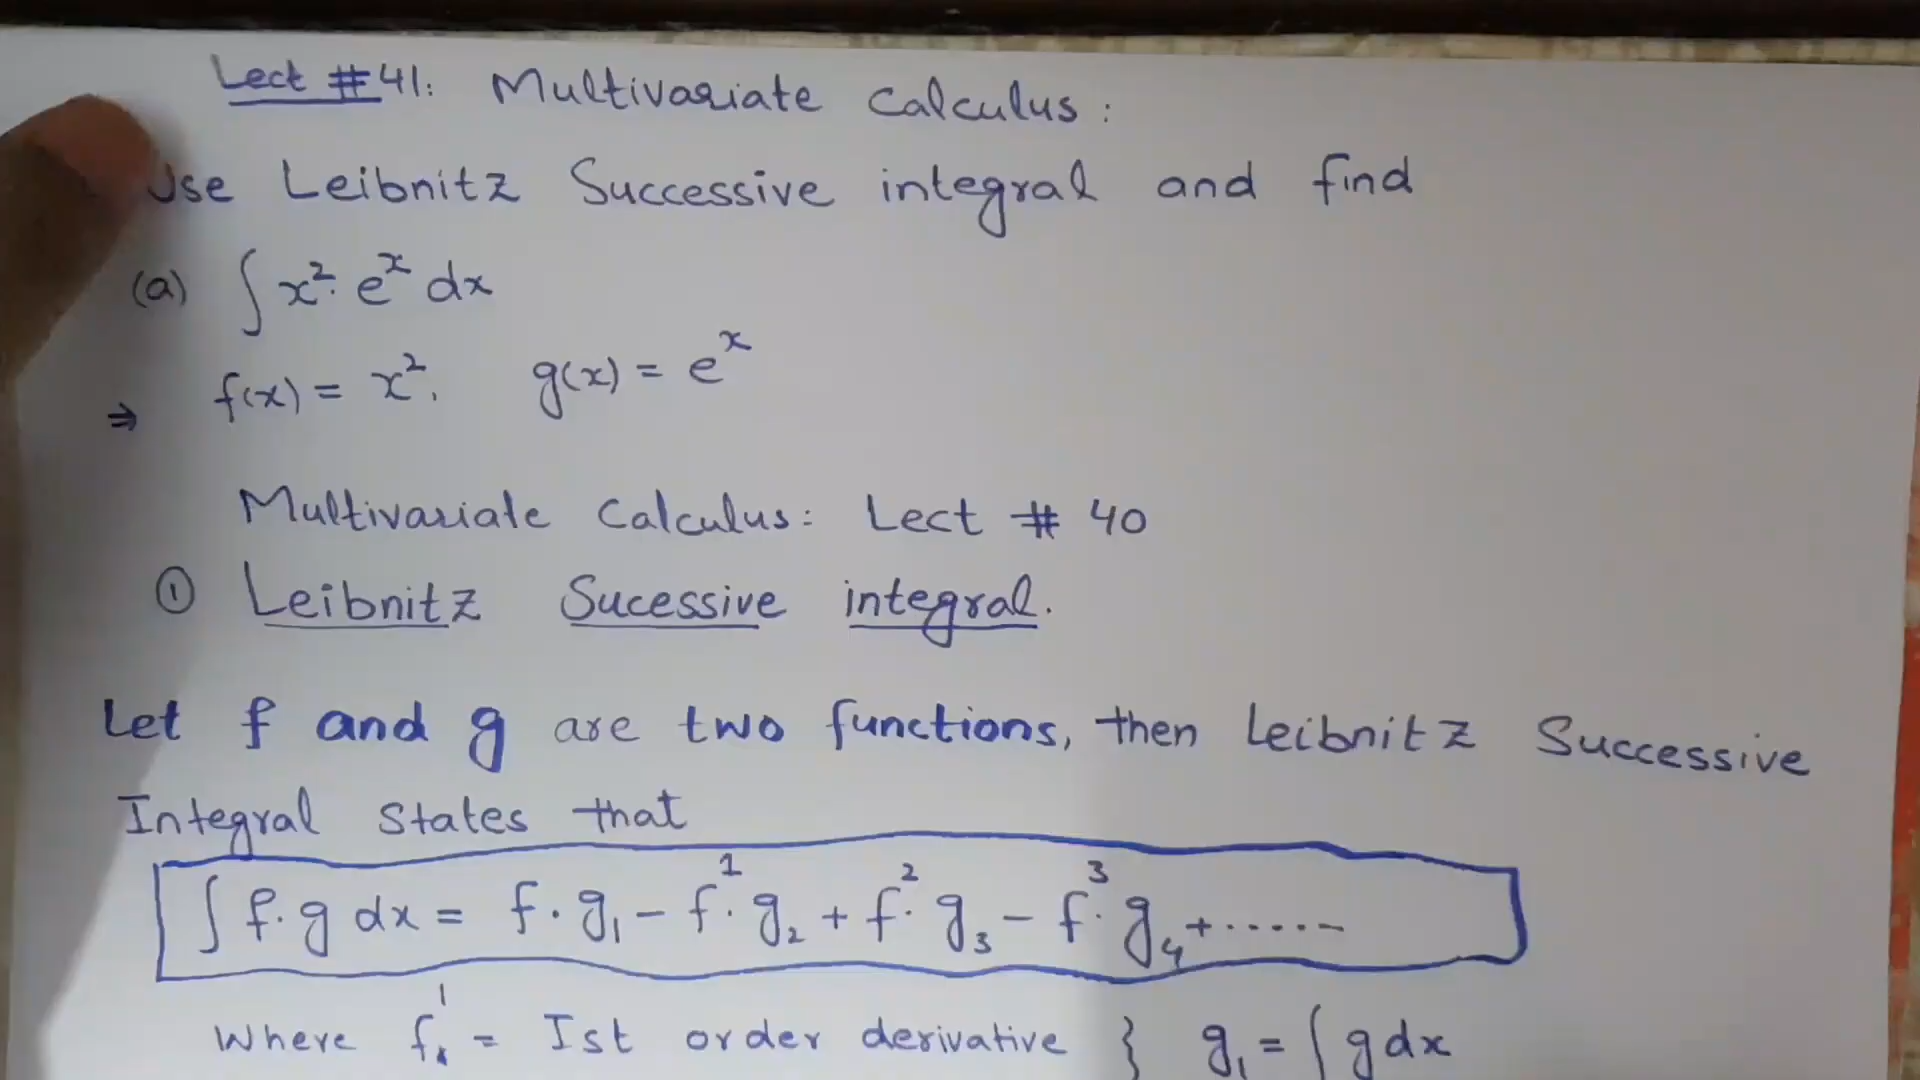 Lect #41: Multivariate Calculus:
Use Leibnitz Successive integral and find
(a) ∫ x². eˣ dx
⇒ f(x) = x², g(x) = eˣ
Multivariate Calculus: Lect # 40
① Leibnitz Sucessive integral.
Let f and g are two functions, then Leibnitz Successive
Integral States that
∫ f. g dx = f. g₁ - f¹. g₂ + f². g₃ - f³. g₄ + ......
Where f' = Ist order derivative } g₁ = ∫ g dx